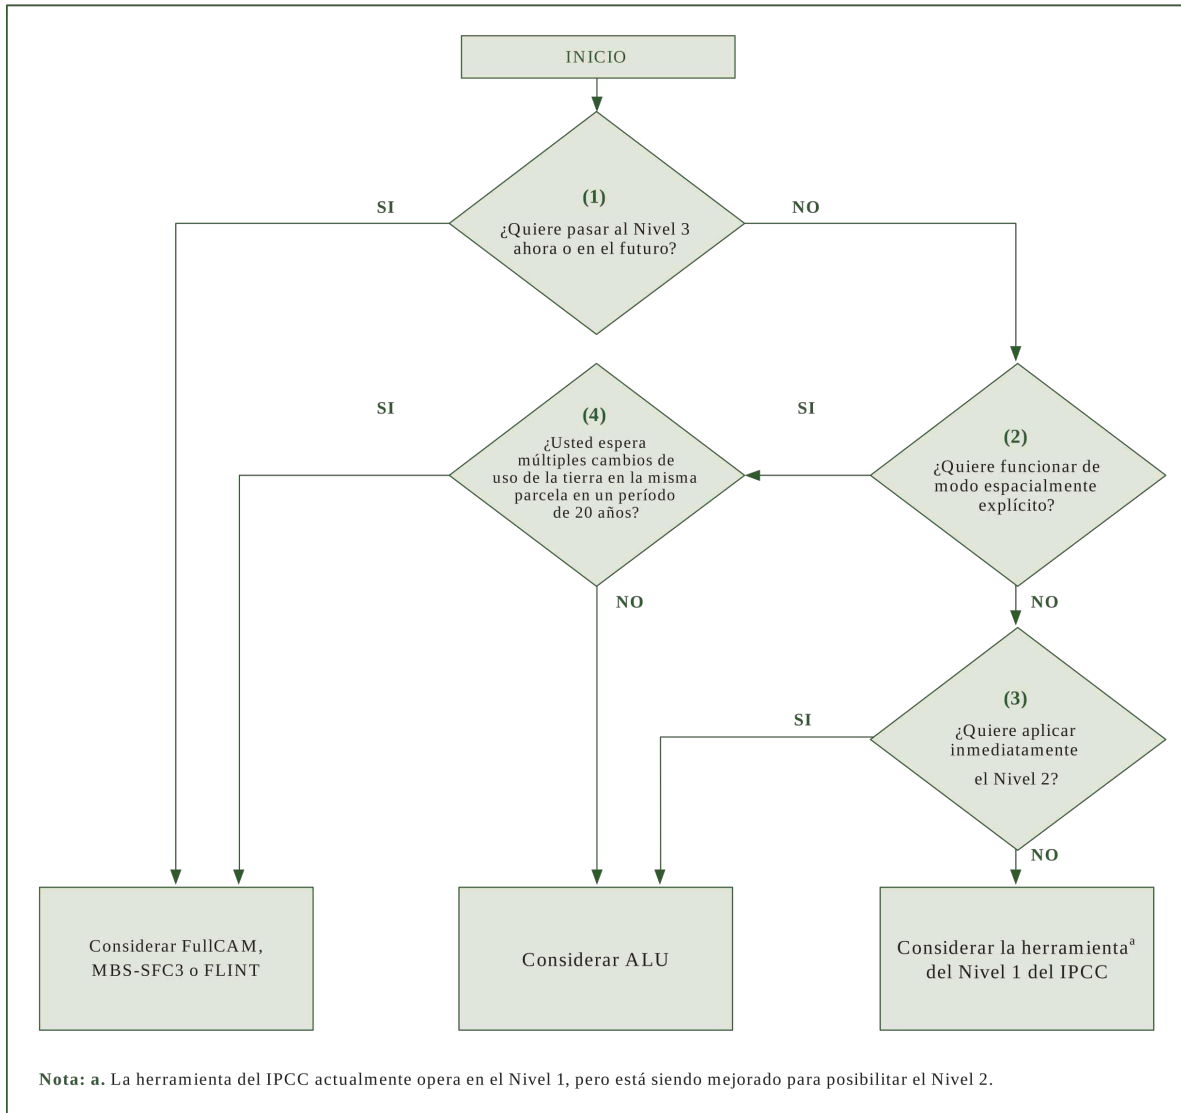 INICIO
(1)
SI
NO
¿Quiere pasar al Nivel 3
ahora o en el futuro?
SI
(4)
SI
¿Usted espera
múltiples cambios de
uso de la tierra en la misma
parcela en un período
de 20 años?
(2)
¿Quiere funcionar de
modo espacialmente
explícito?
NO
NO
(3)
SI
¿Quiere aplicar
inmediatamente
el Nivel 2?
NO
Considerar FullCAM,
MBS-SFC3 o FLINT
Considerar ALU
Considerar la herramienta a
del Nivel 1 del IPCC
Nota: a. La herramienta del IPCC actualmente opera en el Nivel 1, pero está siendo mejorado para posibilitar el Nivel 2.